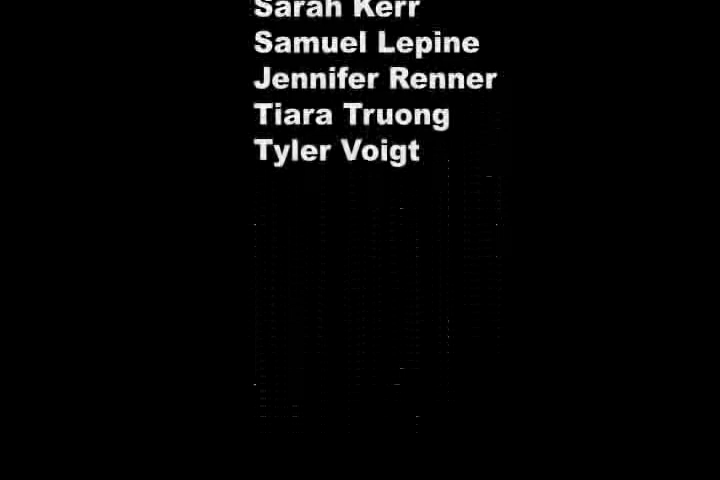 Sarah Kerr
Samuel Lepine
Jennifer Renner
Tiara Truong
Tyler Voigt